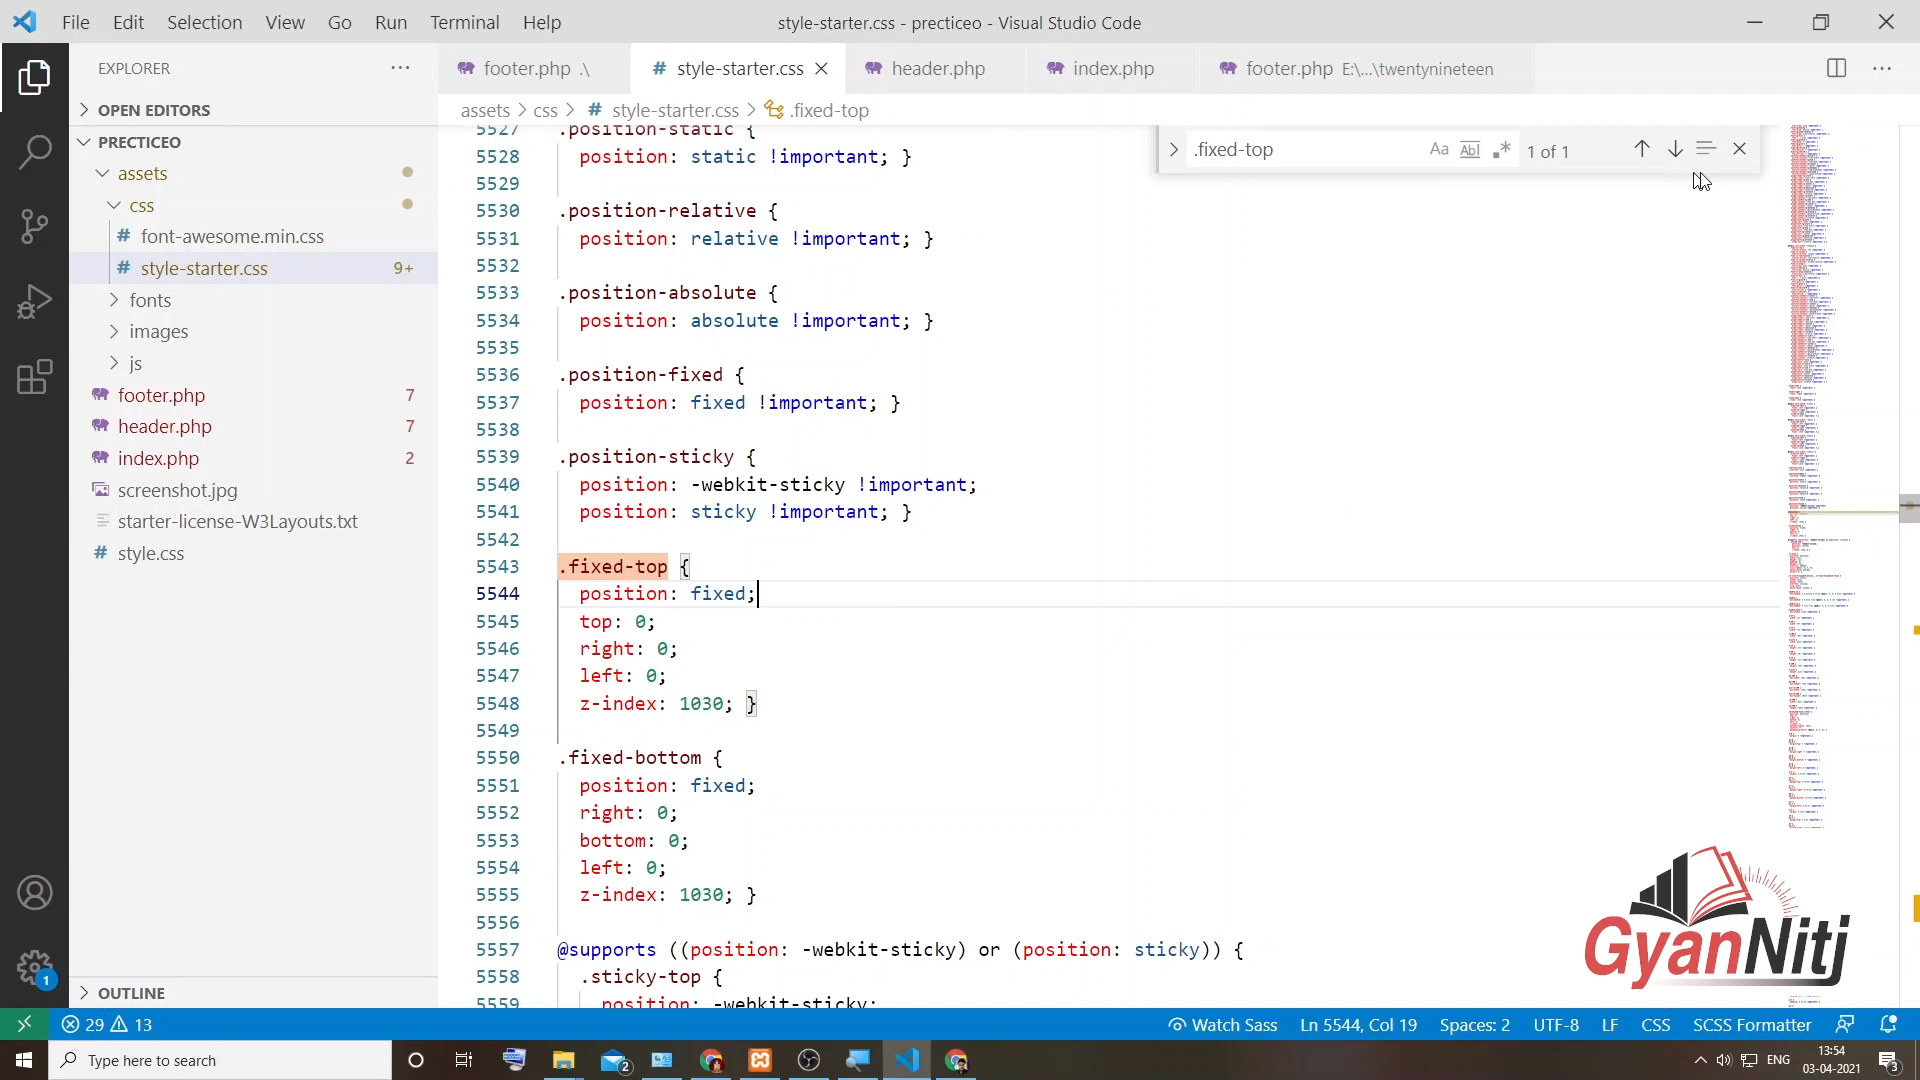 File Edit Selection View Go Run Terminal Help style-starter.css - precticeo - Visual Studio Code
EXPLORER
footer.php .\ # style-starter.css header.php index.php footer.php E:\...\twentynineteen
OPEN EDITORS
assets > css > # style-starter.css > .fixed-top
PRECTICEO
assets
css
# font-awesome.min.css
# style-starter.css 9+
fonts
images
js
footer.php 7
header.php 7
index.php 2
screenshot.jpg
starter-license-W3Layouts.txt
# style.css
OUTLINE
.fixed-top Aa Abl .* 1 of 1
5527 .position-static {
5528 position: static !important; }
5529
5530 .position-relative {
5531 position: relative !important; }
5532
5533 .position-absolute {
5534 position: absolute !important; }
5535
5536 .position-fixed {
5537 position: fixed !important; }
5538
5539 .position-sticky {
5540 position: -webkit-sticky !important;
5541 position: sticky !important; }
5542
5543 .fixed-top {
5544 position: fixed;
5545 top: 0;
5546 right: 0;
5547 left: 0;
5548 z-index: 1030; }
5549
5550 .fixed-bottom {
5551 position: fixed;
5552 right: 0;
5553 bottom: 0;
5554 left: 0;
5555 z-index: 1030; }
5556
5557 @supports ((position: -webkit-sticky) or (position: sticky)) {
5558 .sticky-top {
5559 position: -webkit-sticky;
GyanNitj
1
29 13 Watch Sass Ln 5544, Col 19 Spaces: 2 UTF-8 LF CSS SCSS Formatter
Type here to search 2 ENG 13:54
03-04-2021 3